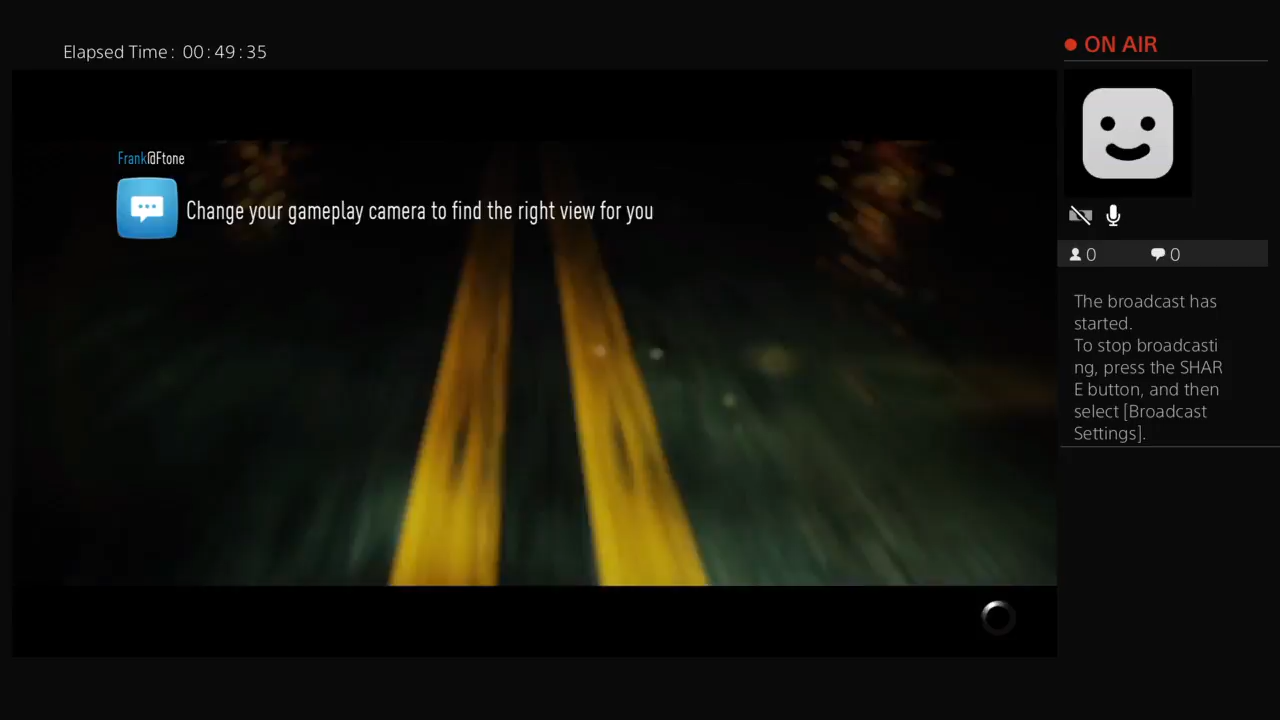 Elapsed Time: 00:49:35
ON AIR
Frank@Ftone
Change your gameplay camera to find the right view for you
0 0
The broadcast has
started.
To stop broadcasti
ng, press the SHAR
E button, and then
select [Broadcast
Settings].